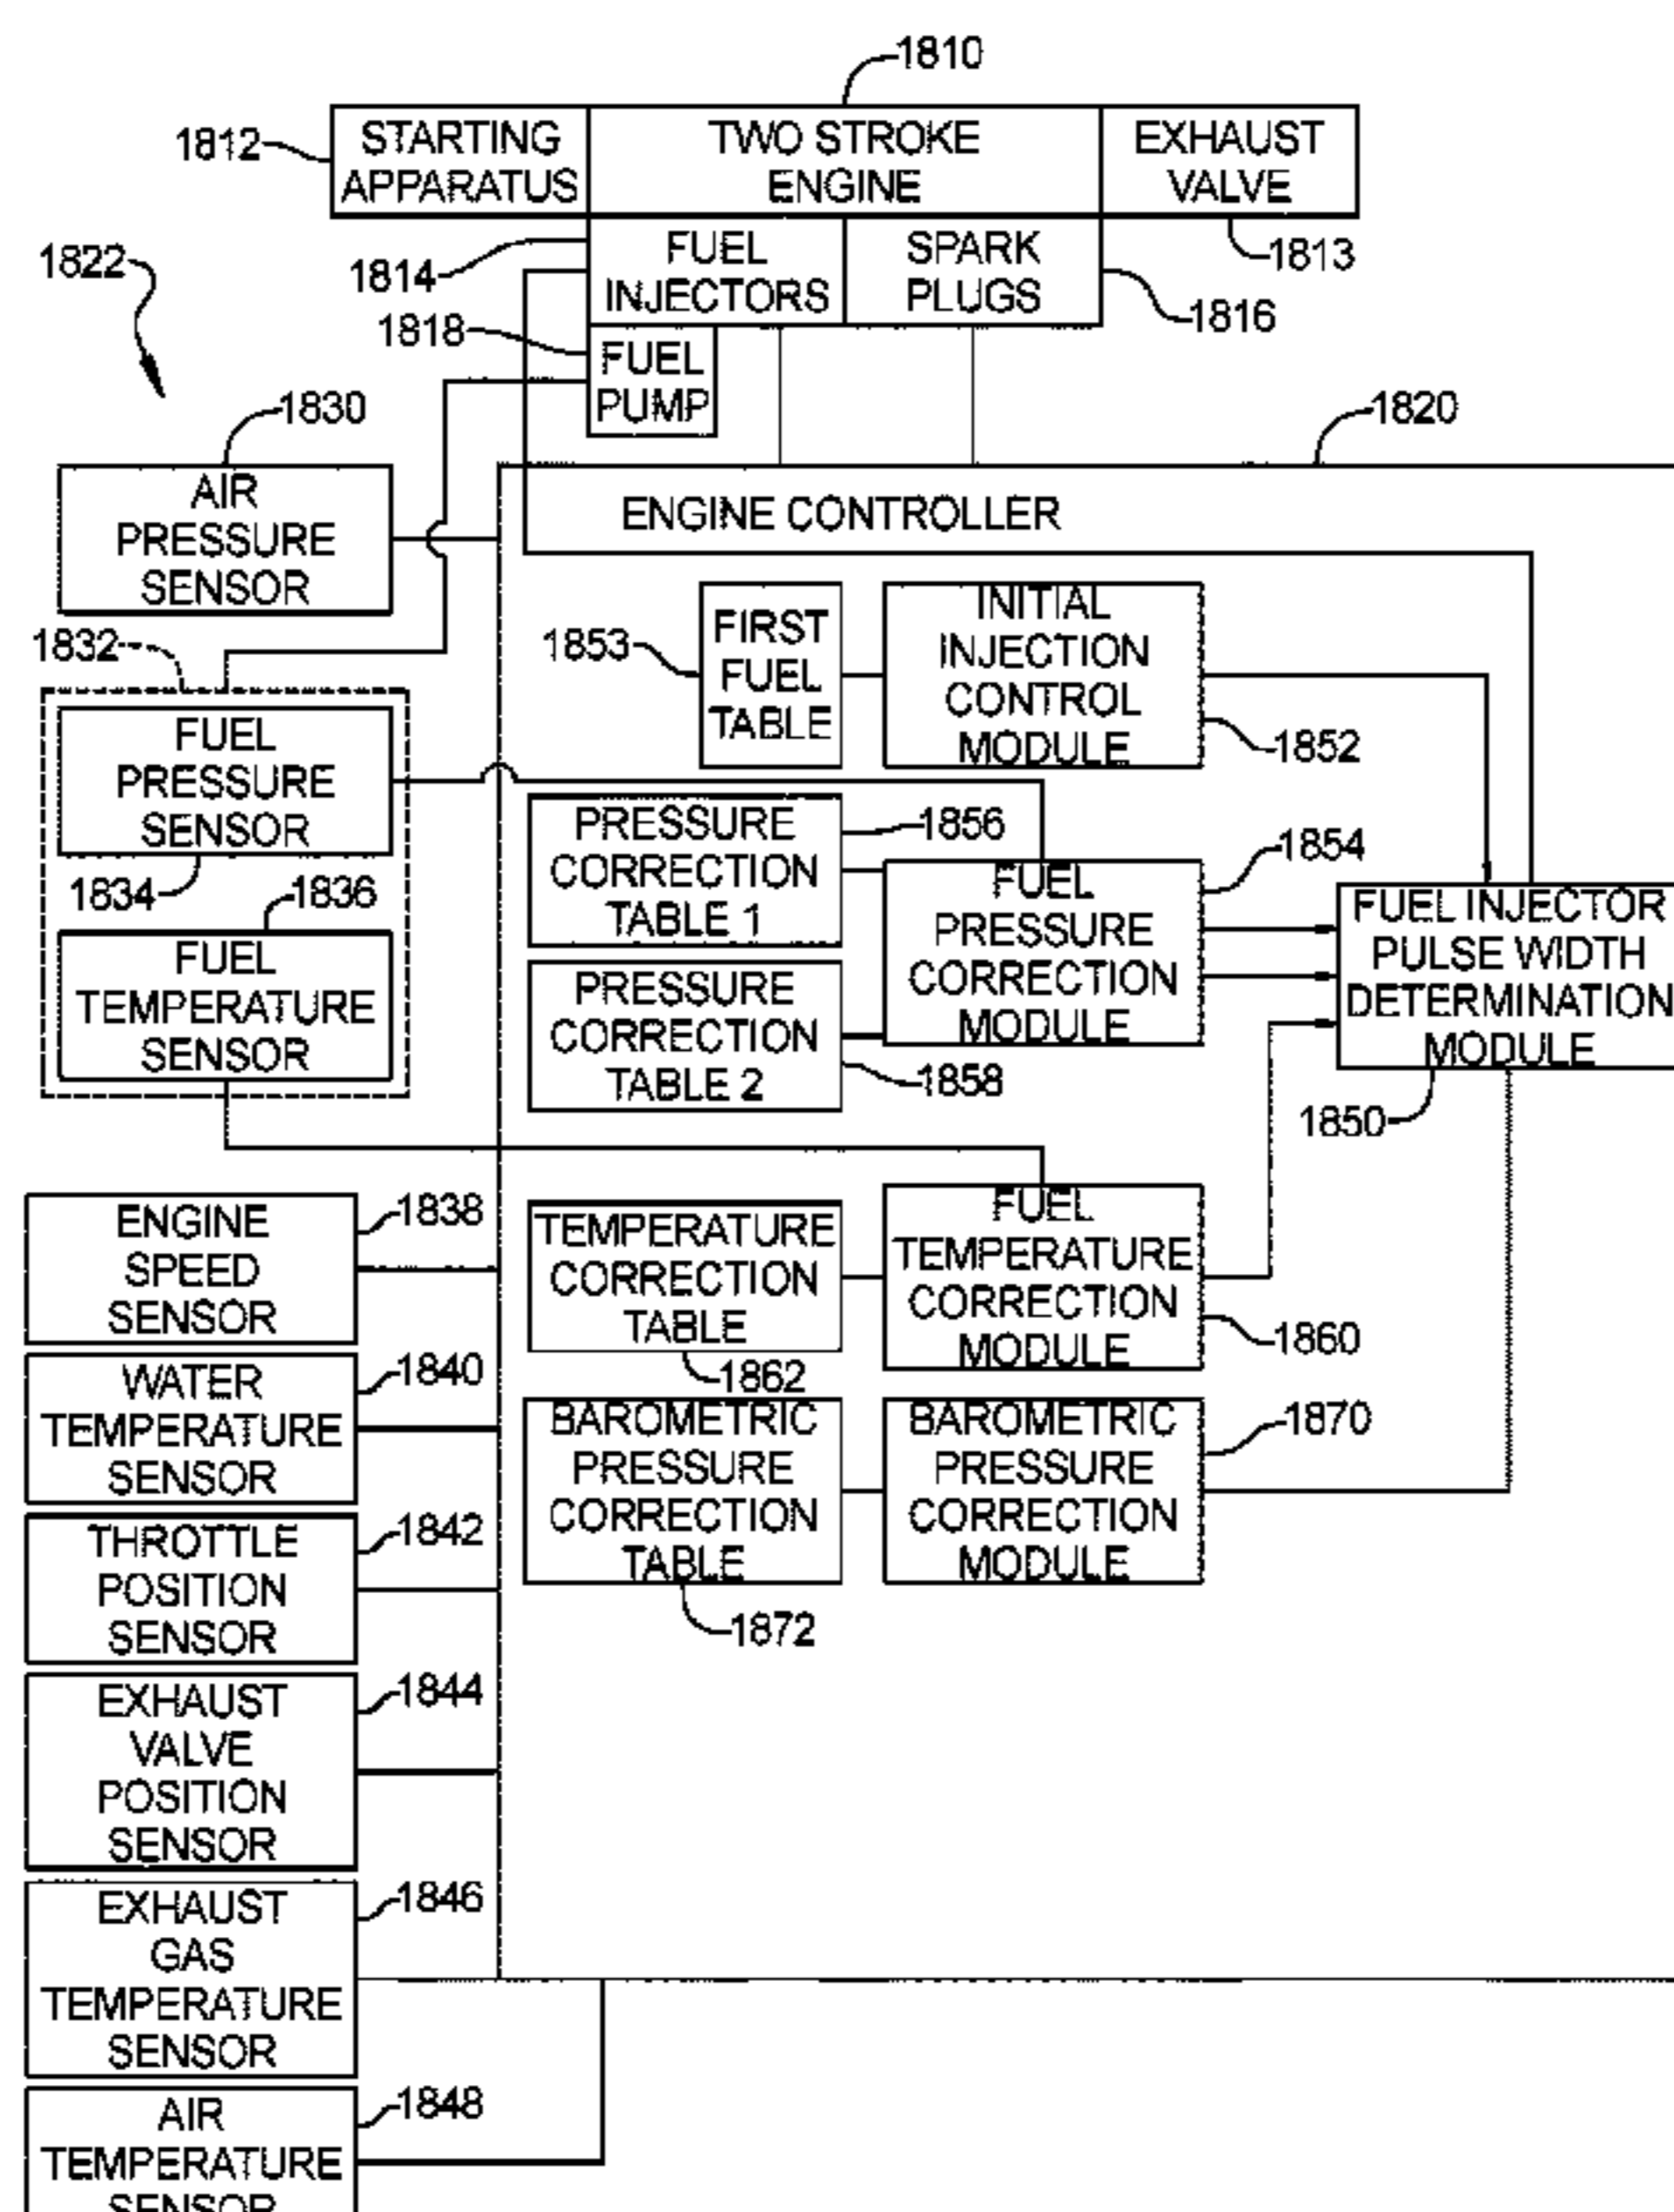 1810
1812
STARTING
APPARATUS
TWO STROKE
ENGINE
EXHAUST
VALVE
1822
1814
FUEL
INJECTORS
SPARK
PLUGS
1813
1816
1818
FUEL
PUMP
1830
1820
AIR
PRESSURE
SENSOR
ENGINE CONTROLLER
1832
1853
FIRST
FUEL
TABLE
INITIAL
INJECTION
CONTROL
MODULE
1852
FUEL
PRESSURE
SENSOR
1834
1836
PRESSURE
CORRECTION
TABLE 1
1856
1854
FUEL
PRESSURE
CORRECTION
MODULE
FUEL INJECTOR
PULSE WIDTH
DETERMINATION
MODULE
1850
FUEL
TEMPERATURE
SENSOR
PRESSURE
CORRECTION
TABLE 2
1858
ENGINE
SPEED
SENSOR
1838
TEMPERATURE
CORRECTION
TABLE
1862
FUEL
TEMPERATURE
CORRECTION
MODULE
1860
WATER
TEMPERATURE
SENSOR
1840
BAROMETRIC
PRESSURE
CORRECTION
TABLE
1872
BAROMETRIC
PRESSURE
CORRECTION
MODULE
1870
THROTTLE
POSITION
SENSOR
1842
EXHAUST
VALVE
POSITION
SENSOR
1844
EXHAUST
GAS
TEMPERATURE
SENSOR
1846
AIR
TEMPERATURE
SENSOR
1848